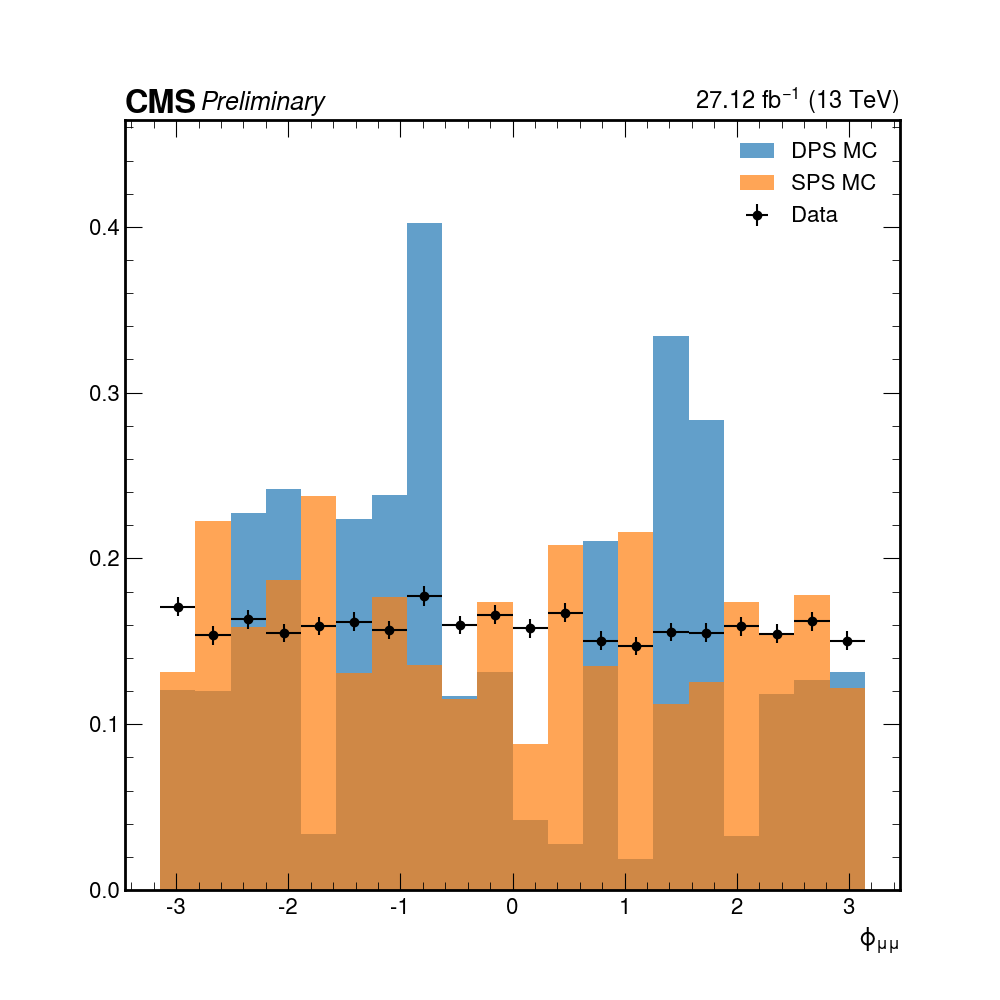 CMS Preliminary 27.12 fb⁻¹ (13 TeV)
DPS MC
SPS MC
Data
0.4
0.3
0.2
0.1
0.0
-3 -2 -1 0 1 2 3
ϕμμ